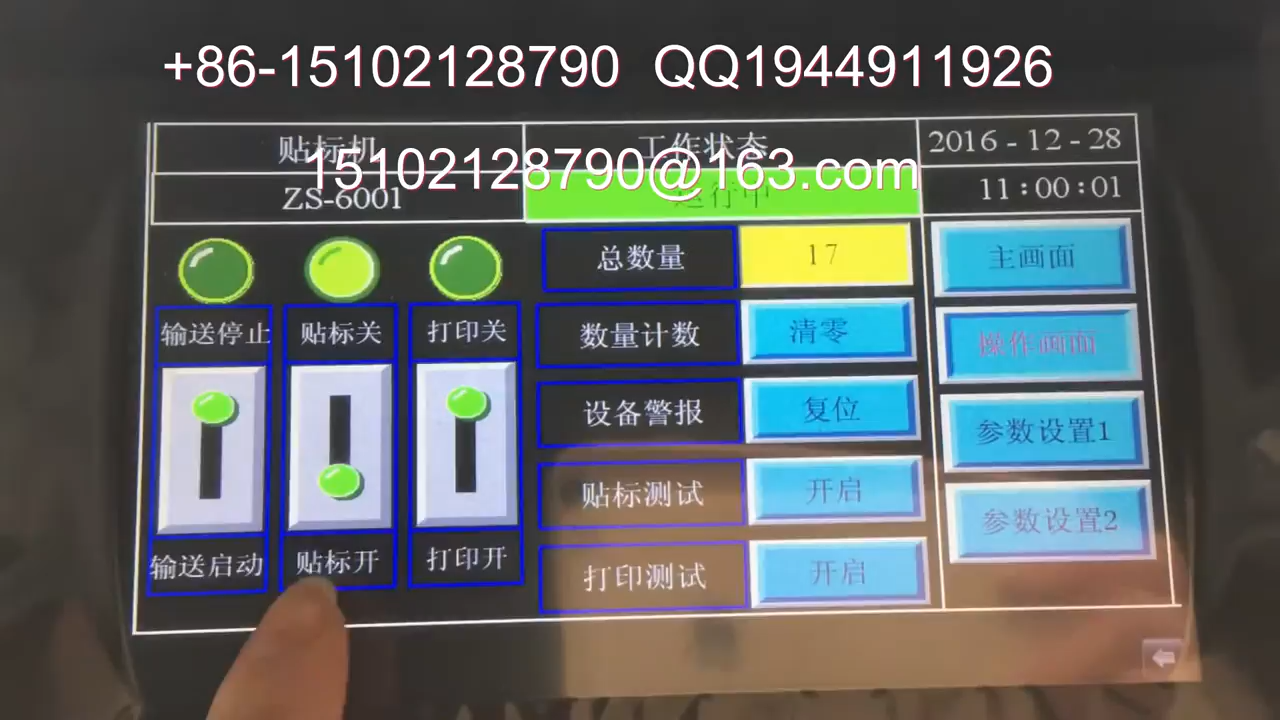 +86-15102128790 QQ1944911926
贴标机
工作状态
2016-12-28
15102128790@163.com
ZS-6001
运行中
11:00:01
总数量
17
主画面
输送停止
贴标关
打印关
数量计数
清零
操作画面
设备警报
复位
参数设置1
贴标测试
开启
参数设置2
输送启动
贴标开
打印开
打印测试
开启